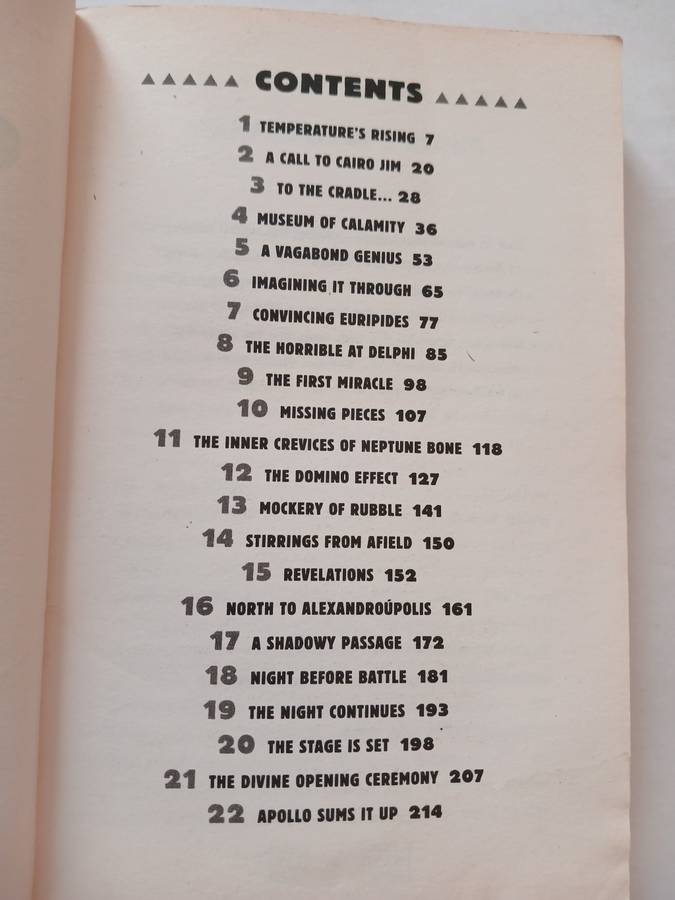 CONTENTS
1 TEMPERATURE'S RISING 7
2 A CALL TO CAIRO JIM 20
3 TO THE CRADLE... 28
4 MUSEUM OF CALAMITY 36
5 A VAGABOND GENIUS 53
6 IMAGINING IT THROUGH 65
7 CONVINCING EURIPIDES 77
8 THE HORRIBLE AT DELPHI 85
9 THE FIRST MIRACLE 98
10 MISSING PIECES 107
11 THE INNER CREVICES OF NEPTUNE BONE 118
12 THE DOMINO EFFECT 127
13 MOCKERY OF RUBBLE 141
14 STIRRINGS FROM AFIELD 150
15 REVELATIONS 152
16 NORTH TO ALEXANDROÚPOLIS 161
17 A SHADOWY PASSAGE 172
18 NIGHT BEFORE BATTLE 181
19 THE NIGHT CONTINUES 193
20 THE STAGE IS SET 198
21 THE DIVINE OPENING CEREMONY 207
22 APOLLO SUMS IT UP 214